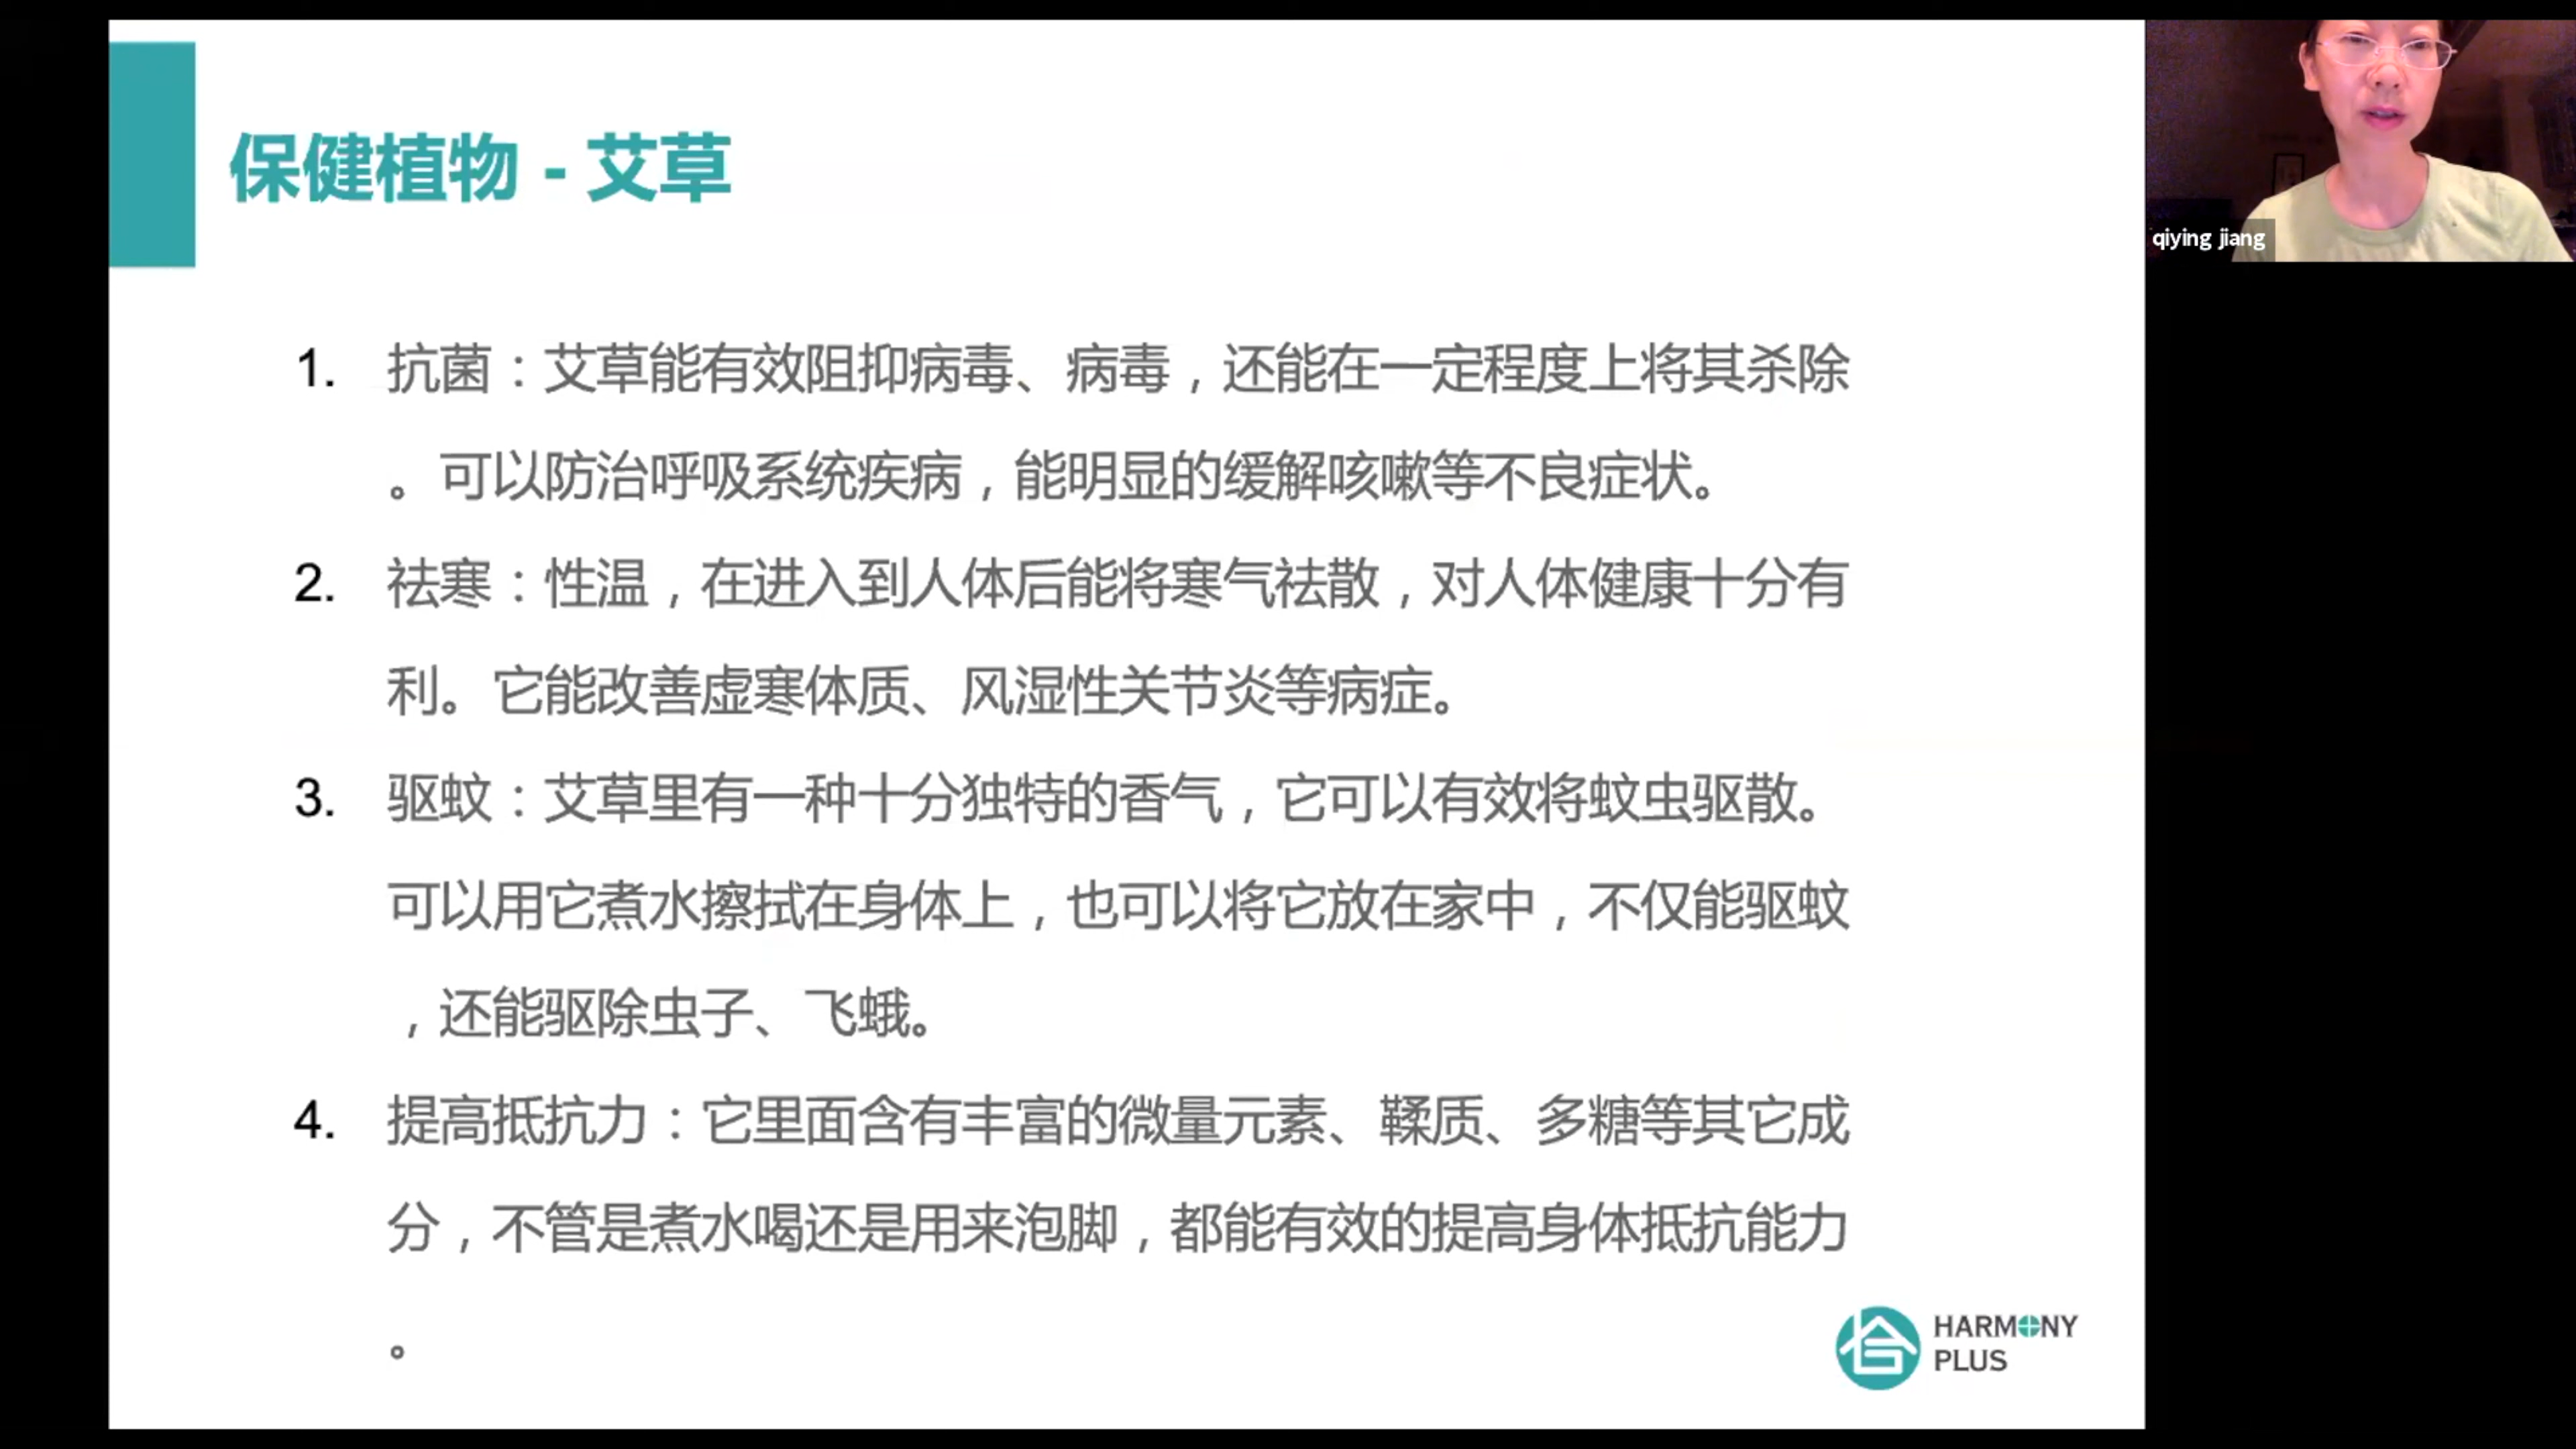 保健植物 - 艾草
qiying jiang
1. 抗菌：艾草能有效阻抑病毒、病毒，还能在一定程度上将其杀除
。可以防治呼吸系统疾病，能明显的缓解咳嗽等不良症状。
2. 祛寒：性温，在进入到人体后能将寒气祛散，对人体健康十分有
利。它能改善虚寒体质、风湿性关节炎等病症。
3. 驱蚊：艾草里有一种十分独特的香气，它可以有效将蚊虫驱散。
可以用它煮水擦拭在身体上，也可以将它放在家中，不仅能驱蚊
，还能驱除虫子、飞蛾。
4. 提高抵抗力：它里面含有丰富的微量元素、鞣质、多糖等其它成
分，不管是煮水喝还是用来泡脚，都能有效的提高身体抵抗能力
。
HARMONY
PLUS